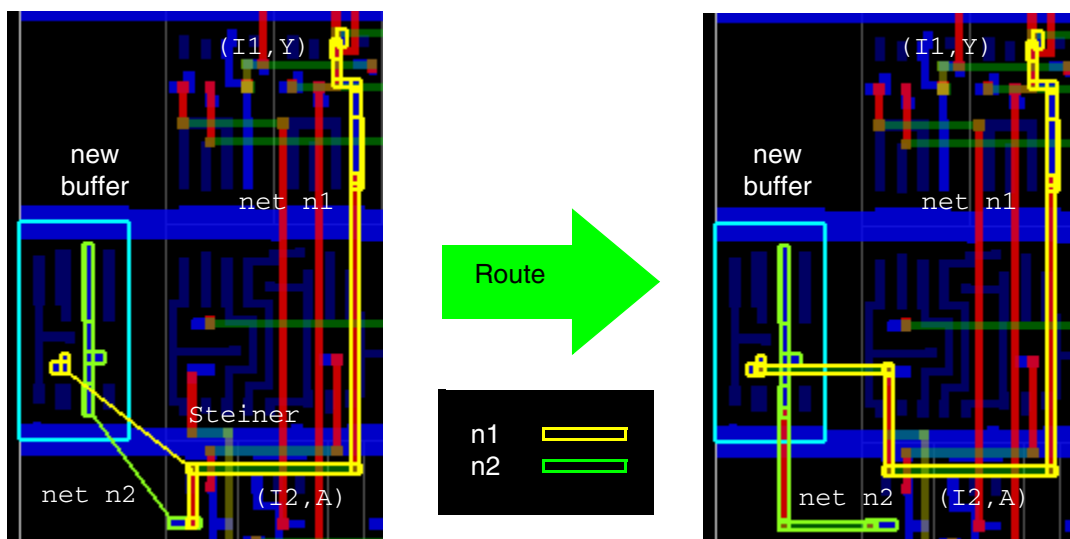 (I1,Y)
new
buffer
net n1
Steiner
net n2
(I2,A)
Route
n1
n2
(I1,Y)
new
buffer
net n1
net n2
(I2,A)